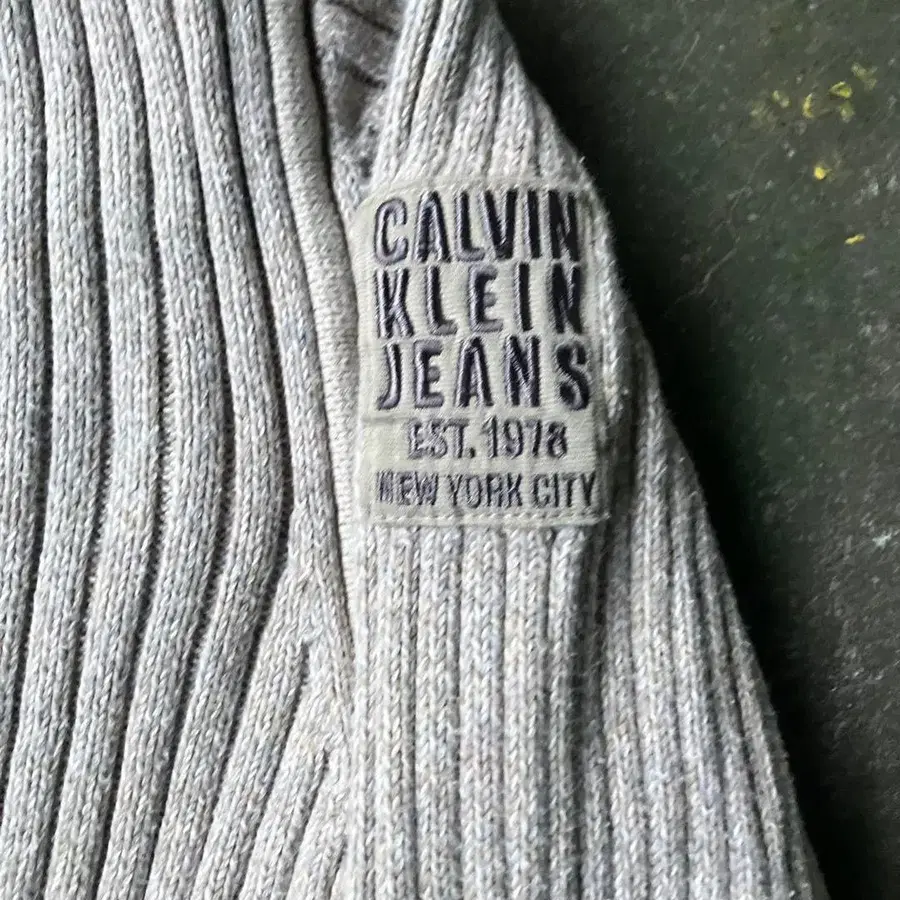 CALVIN
KLEIN
JEANS
EST. 1978
NEW YORK CITY